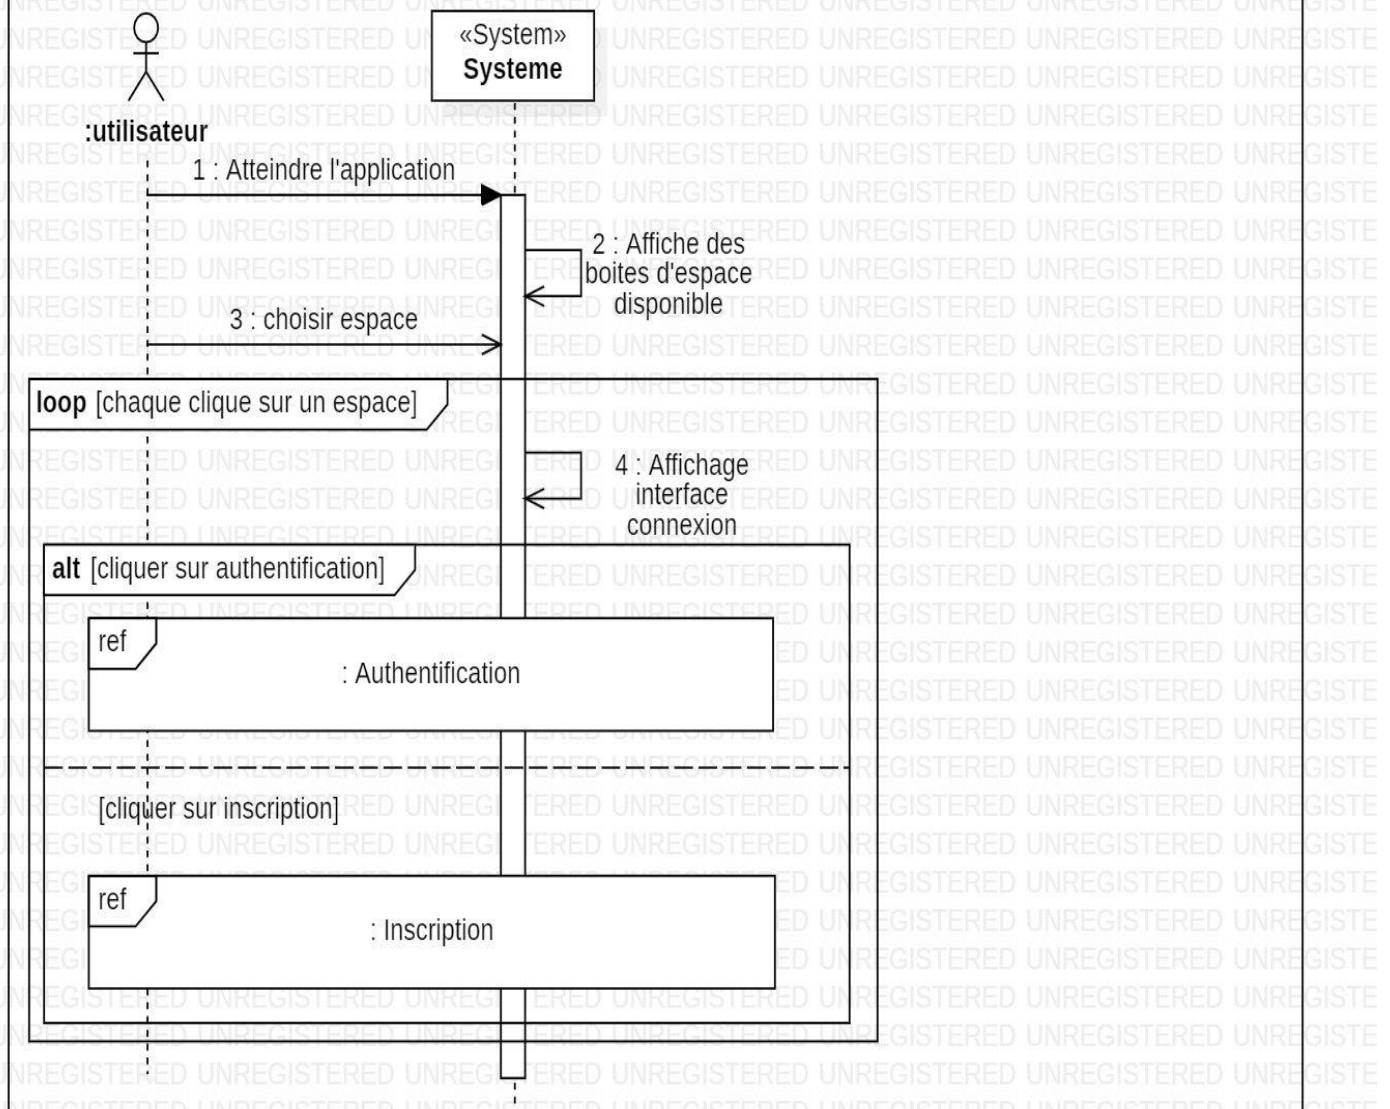 «System»
Systeme
:utilisateur
1 : Atteindre l'application
2 : Affiche des
boites d'espace
disponible
3 : choisir espace
loop [chaque clique sur un espace]
4 : Affichage
interface
connexion
alt [cliquer sur authentification]
ref
: Authentification
[cliquer sur inscription]
ref
: Inscription
UNREGISTERED